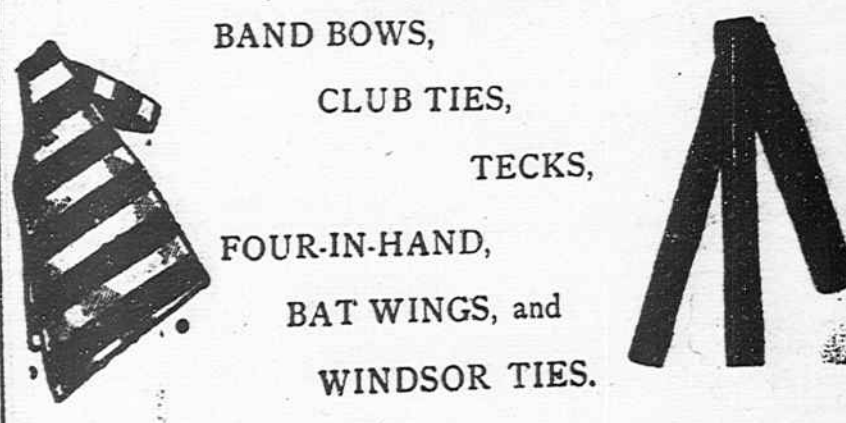 BAND BOWS,
CLUB TIES,
TECKS,
FOUR-IN-HAND,
BAT WINGS, and
WINDSOR TIES.